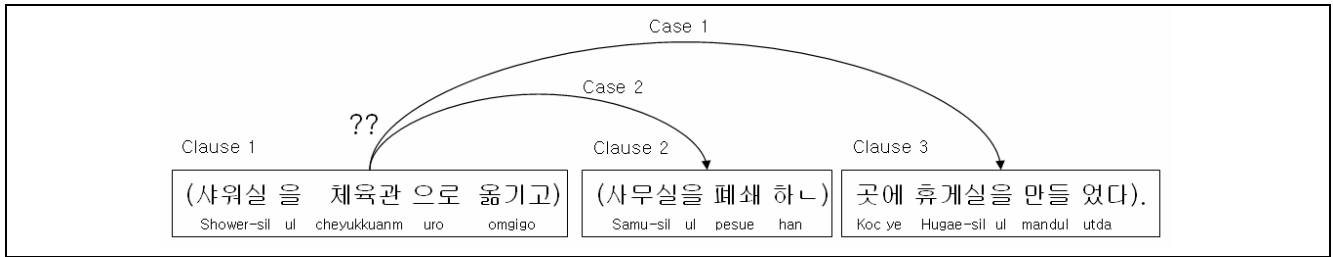 Case 1
Case 2
??
Clause 1
Clause 2
Clause 3
(샤워실 을 체육관 으로 옮기고)
(사무실을 폐쇄 하ㄴ)
곳에 휴게실을 만들 었다).
Shower-sil ul cheyukkuanm uro omgigo
Samu-sil ul pesue han
Koc ye Hugae-sil ul mandul utda